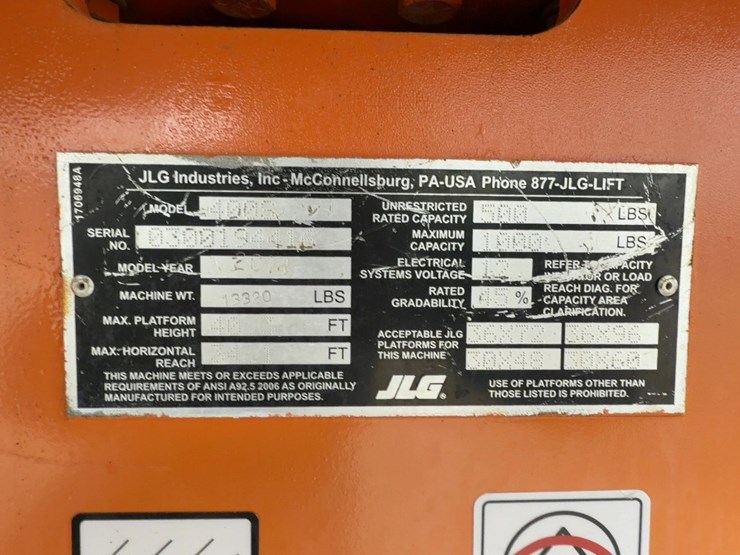 1706948A
JLG Industries, Inc - McConnellsburg, PA-USA Phone 877-JLG-LIFT
MODEL 400S
SERIAL NO.
MODEL YEAR
MACHINE WT. 13320 LBS
MAX. PLATFORM HEIGHT FT
MAX. HORIZONTAL REACH FT
THIS MACHINE MEETS OR EXCEEDS APPLICABLE
REQUIREMENTS OF ANSI A92.5 2006 AS ORIGINALLY
MANUFACTURED FOR INTENDED PURPOSES.
UNRESTRICTED RATED CAPACITY 500 LBS
MAXIMUM CAPACITY 1000 LBS
ELECTRICAL SYSTEMS VOLTAGE 12
RATED GRADABILITY 45 %
REFER TO CAPACITY
INDICATOR OR LOAD
REACH DIAG. FOR
CAPACITY AREA
CLARIFICATION.
ACCEPTABLE JLG
PLATFORMS FOR
THIS MACHINE
36X72 36X96
30X48 30X60
JLG®
USE OF PLATFORMS OTHER THAN
THOSE LISTED IS PROHIBITED.